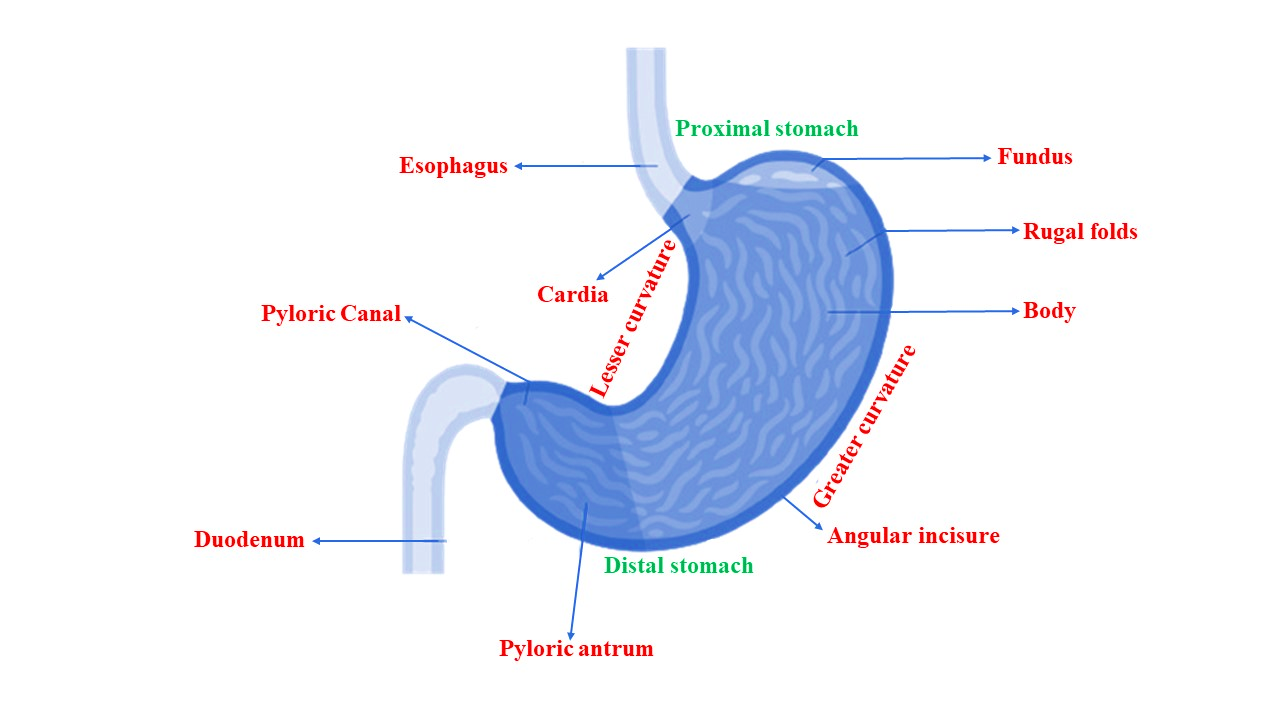 Proximal stomach
Esophagus
Fundus
Rugal folds
Cardia
Lesser curvature
Pyloric Canal
Body
Greater curvature
Duodenum
Angular incisure
Distal stomach
Pyloric antrum